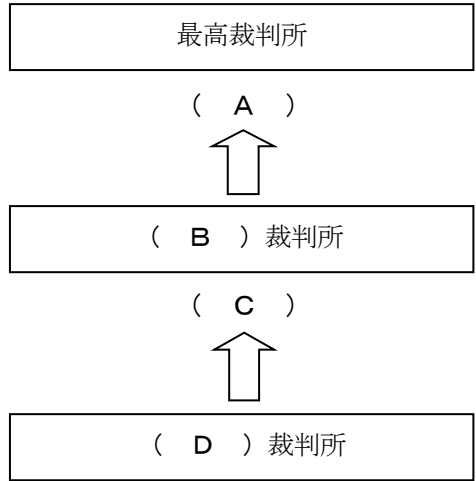 最高裁判所
（　Ａ　）
（　Ｂ　）裁判所
（　Ｃ　）
（　Ｄ　）裁判所